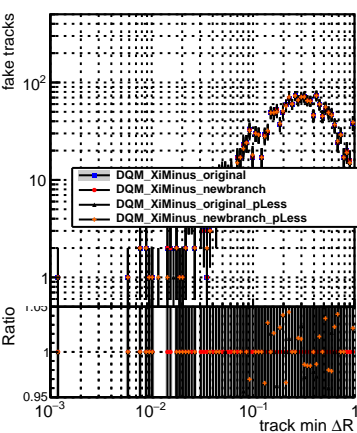 fake tracks
10²
10
1
DQM_XiMinus_original
DQM_XiMinus_newbranch
DQM_XiMinus_original_pLess
DQM_XiMinus_newbranch_pLess
Ratio
1.05
1
0.95
10⁻³ 10⁻² 10⁻¹ 1
track min ΔR